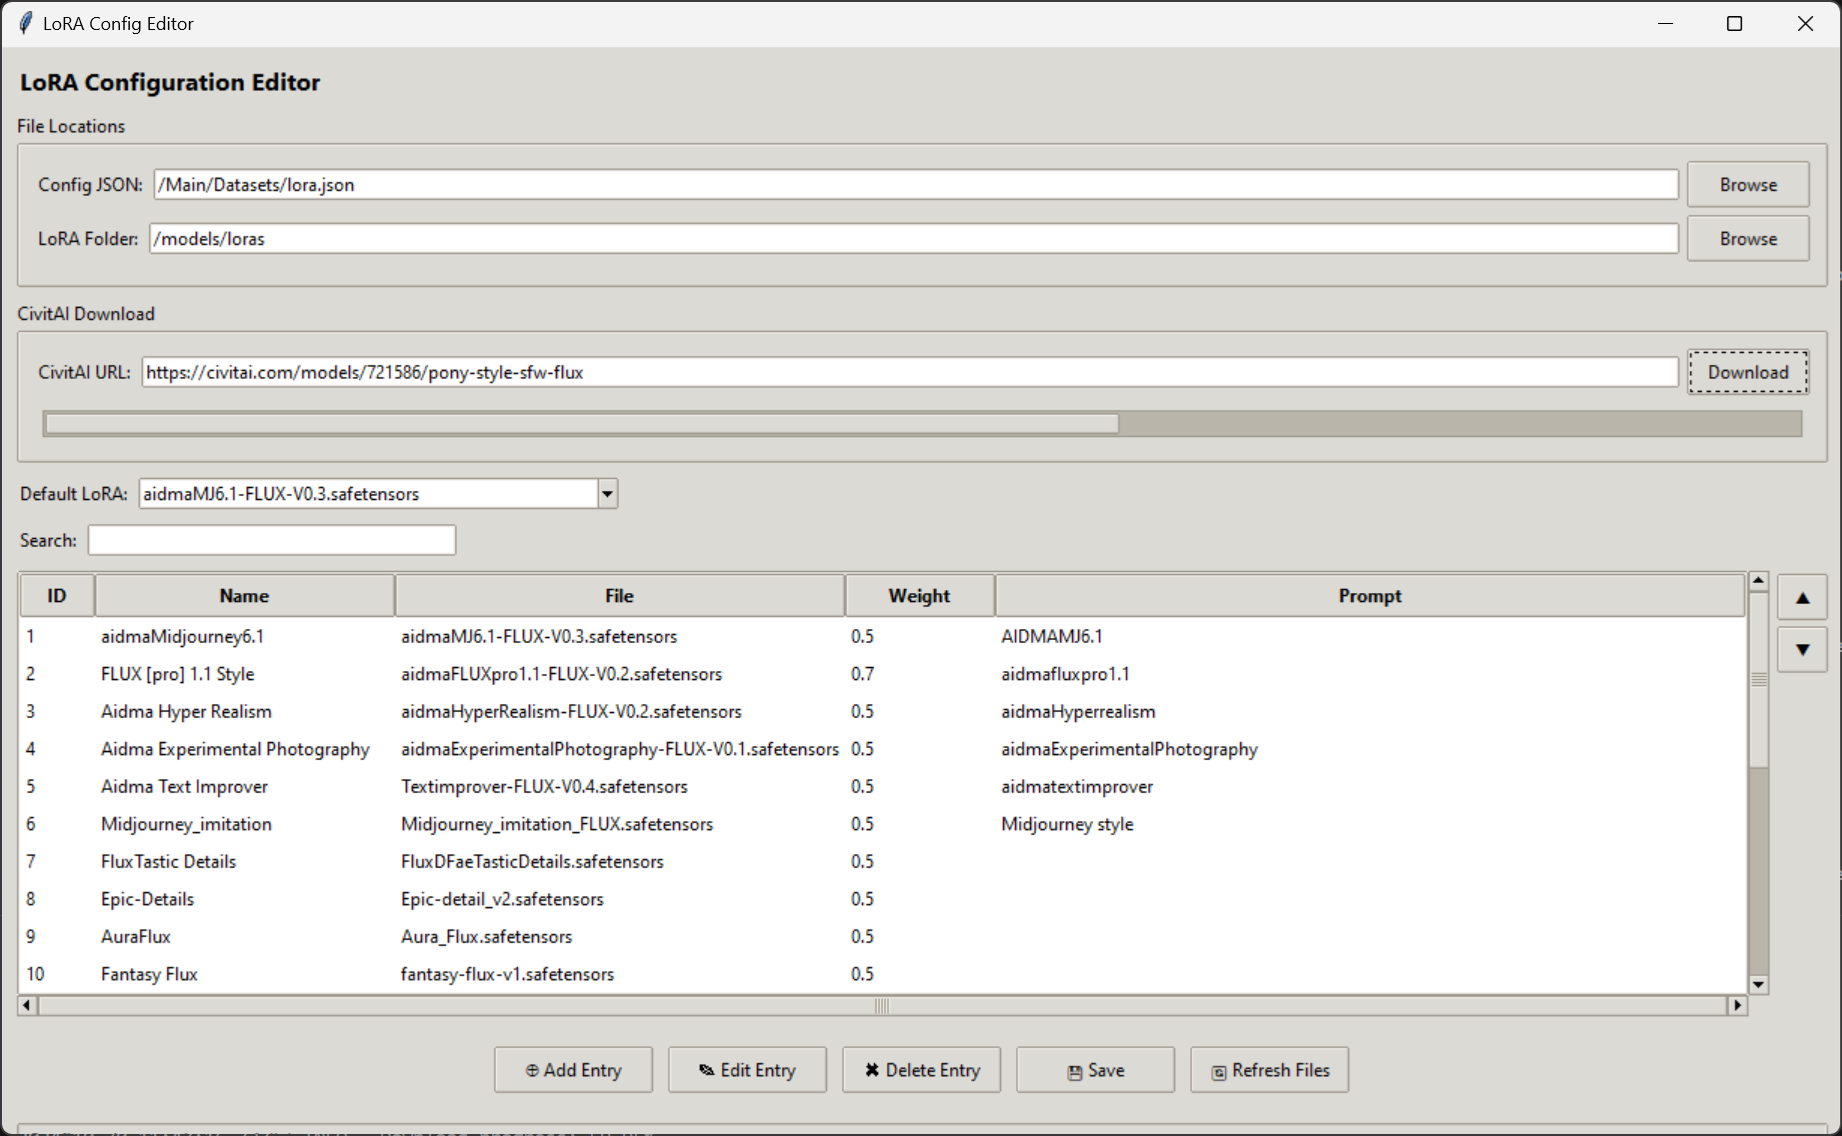 LoRA Config Editor
LoRA Configuration Editor
File Locations
Config JSON: /Main/Datasets/lora.json Browse
LoRA Folder: /models/loras Browse
CivitAI Download
CivitAI URL: https://civitai.com/models/721586/pony-style-sfw-flux Download
Default LoRA: aidmaMJ6.1-FLUX-V0.3.safetensors
Search:
ID Name File Weight Prompt
1 aidmaMidjourney6.1 aidmaMJ6.1-FLUX-V0.3.safetensors 0.5 AIDMAMJ6.1
2 FLUX [pro] 1.1 Style aidmaFLUXpro1.1-FLUX-V0.2.safetensors 0.7 aidmafluxpro1.1
3 Aidma Hyper Realism aidmaHyperRealism-FLUX-V0.2.safetensors 0.5 aidmaHyperrealism
4 Aidma Experimental Photography aidmaExperimentalPhotography-FLUX-V0.1.safetensors 0.5 aidmaExperimentalPhotography
5 Aidma Text Improver Textimprover-FLUX-V0.4.safetensors 0.5 aidmatextimprover
6 Midjourney_imitation Midjourney_imitation_FLUX.safetensors 0.5 Midjourney style
7 FluxTastic Details FluxDFaeTasticDetails.safetensors 0.5
8 Epic-Details Epic-detail_v2.safetensors 0.5
9 AuraFlux Aura_Flux.safetensors 0.5
10 Fantasy Flux fantasy-flux-v1.safetensors 0.5
Add Entry Edit Entry Delete Entry Save Refresh Files